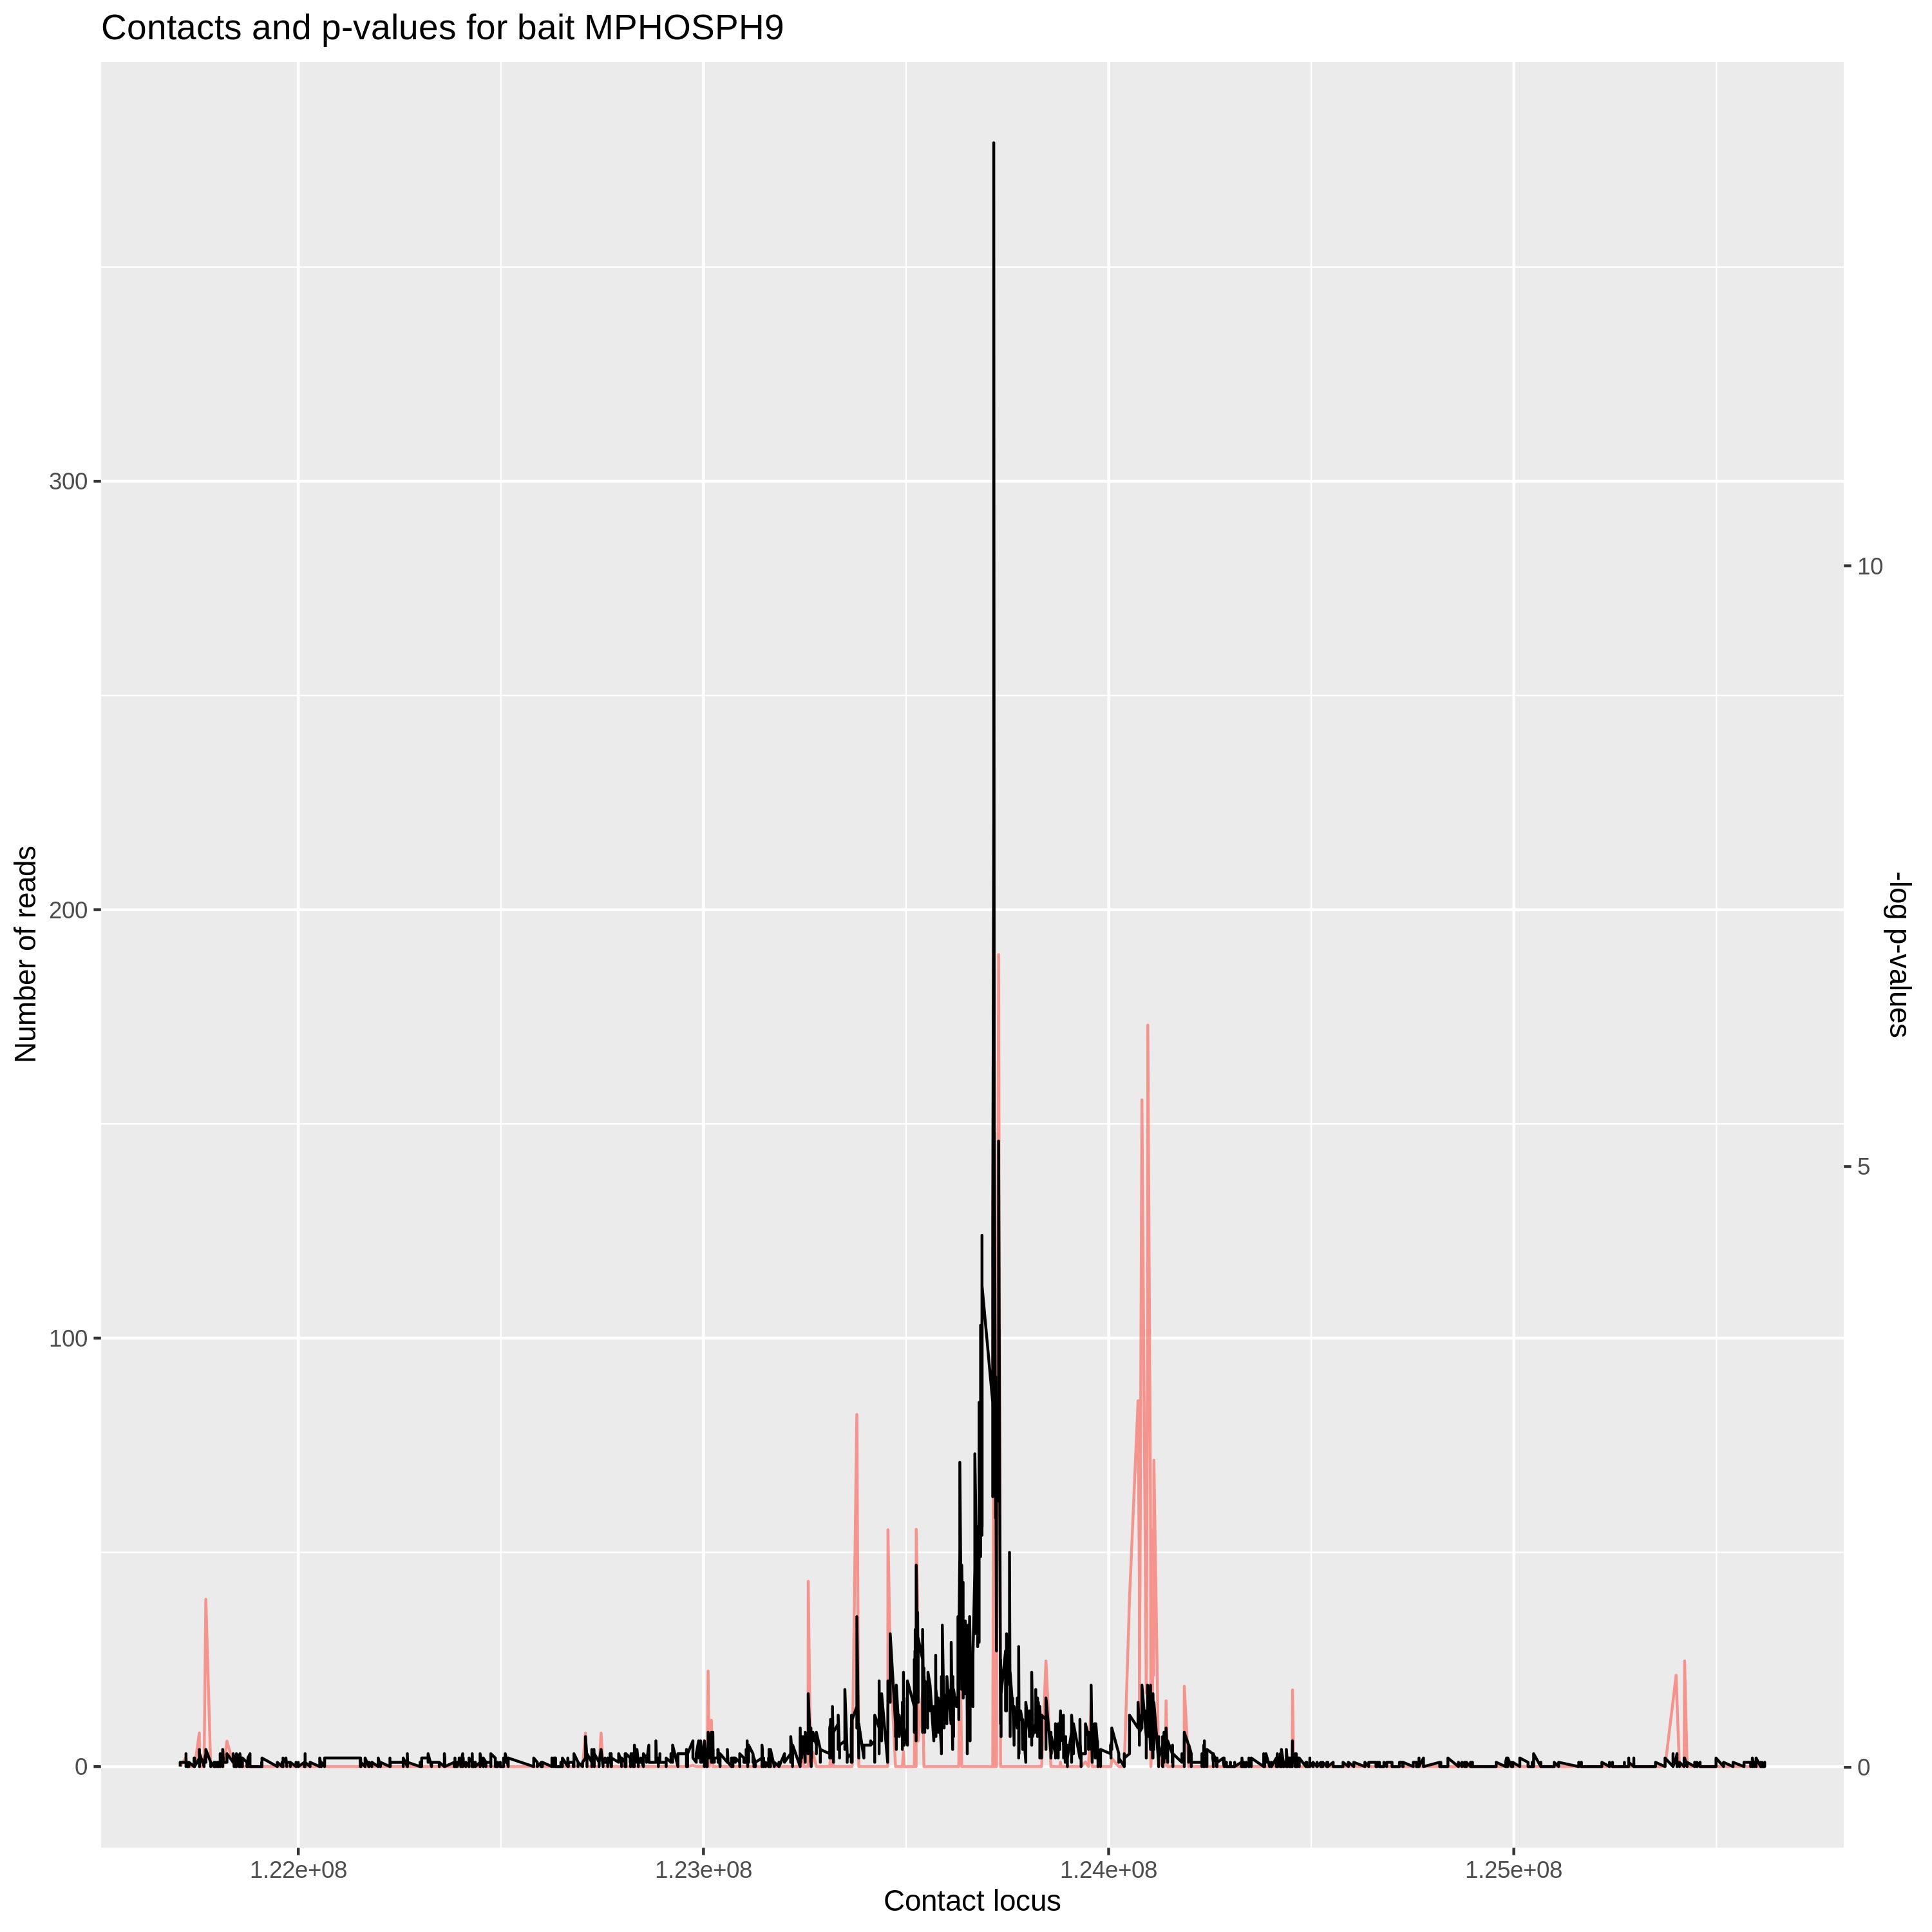 Contacts and p-values for bait MPHOSPH9
Number of reads
300
200
100
0
10
5
0
-log p-values
1.22e+08
1.23e+08
1.24e+08
1.25e+08
Contact locus